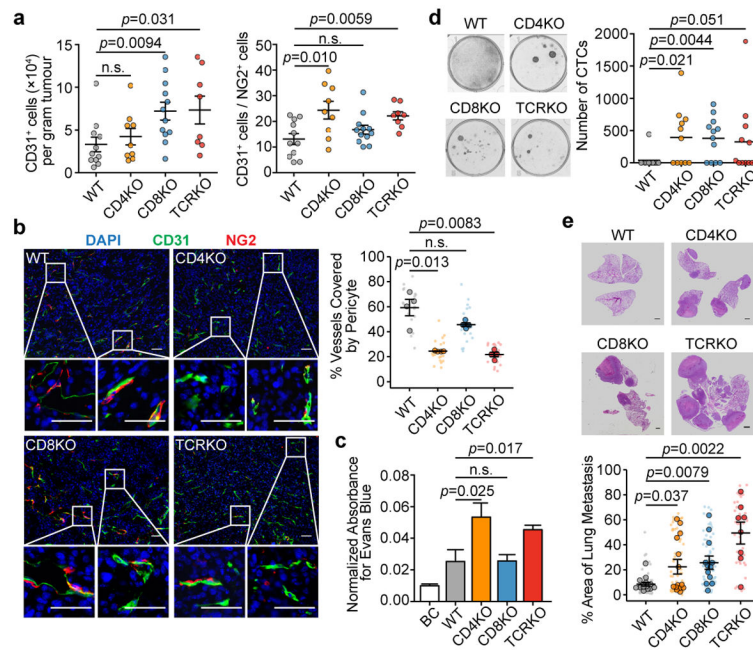 a
p=0.031
p=0.0094
n.s.
CD31⁺ cells (×10⁴)
per gram tumour
15
10
5
0
WT
CD4KO
CD8KO
TCRKO
p=0.0059
n.s.
p=0.010
CD31⁺ cells / NG2⁺ cells
40
30
20
10
0
WT
CD4KO
CD8KO
TCRKO
b
DAPI CD31 NG2
WT
CD4KO
CD8KO
TCRKO
p=0.0083
n.s.
p=0.013
% Vessels Covered
by Pericyte
100
80
60
40
20
0
WT
CD4KO
CD8KO
TCRKO
c
p=0.017
n.s.
p=0.025
Normalized Absorbance
for Evans Blue
0.08
0.06
0.04
0.02
0.00
BC
WT
CD4KO
CD8KO
TCRKO
d
WT
CD4KO
CD8KO
TCRKO
p=0.051
p=0.0044
p=0.021
Number of CTCs
2000
1500
1000
500
0
WT
CD4KO
CD8KO
TCRKO
e
WT
CD4KO
CD8KO
TCRKO
p=0.0022
p=0.0079
p=0.037
% Area of Lung Metastasis
100
80
60
40
20
0
WT
CD4KO
CD8KO
TCRKO